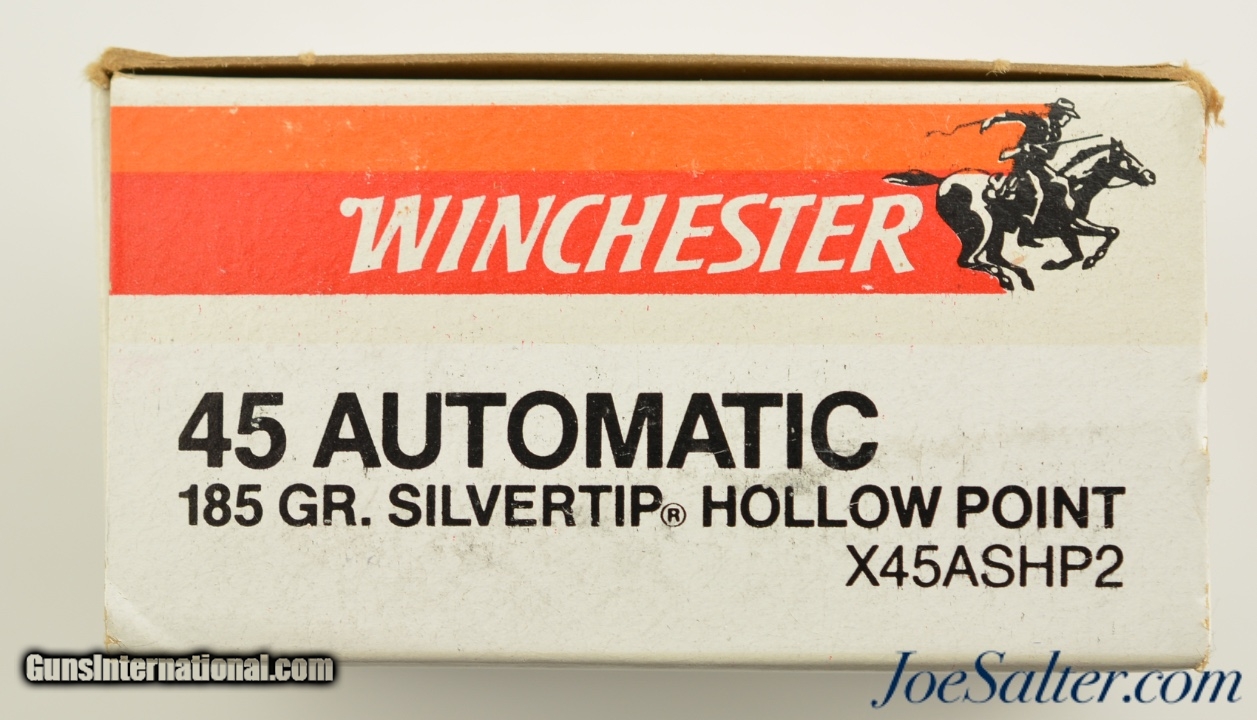 WINCHESTER
45 AUTOMATIC
185 GR. SILVERTIP® HOLLOW POINT
X45ASHP2
GunsInternational.com
JoeSalter.com